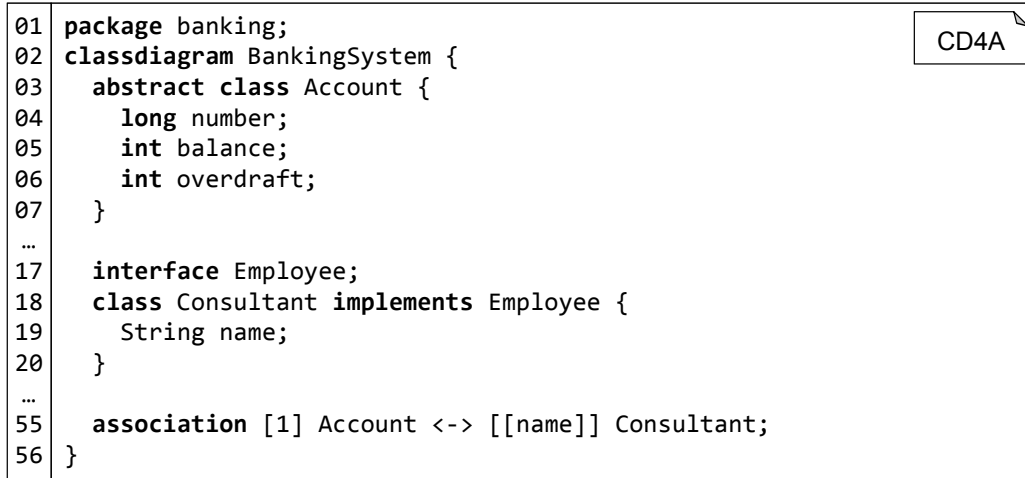 CD4A
01 package banking;
02 classdiagram BankingSystem {
03   abstract class Account {
04     long number;
05     int balance;
06     int overdraft;
07   }
…
17   interface Employee;
18   class Consultant implements Employee {
19     String name;
20   }
…
55   association [1] Account <-> [[name]] Consultant;
56 }